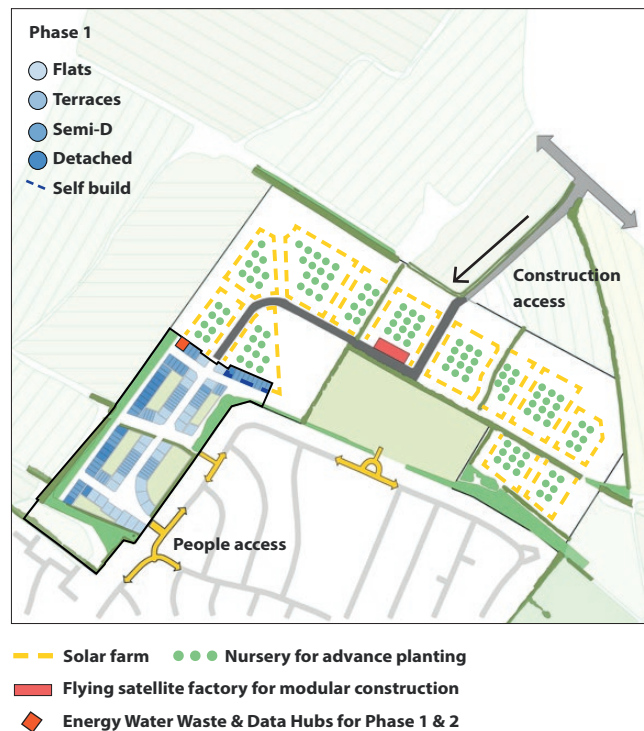 Phase 1
Flats
Terraces
Semi-D
Detached
Self build
Construction
access
People access
Solar farm
Nursery for advance planting
Flying satellite factory for modular construction
Energy Water Waste & Data Hubs for Phase 1 & 2